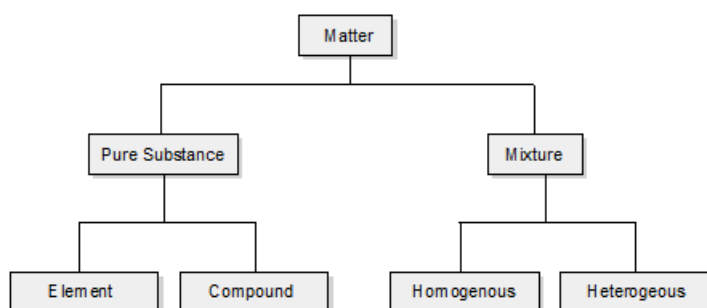 Matter
Pure Substance
Mixture
Element
Compound
Homogenous
Heterogeous